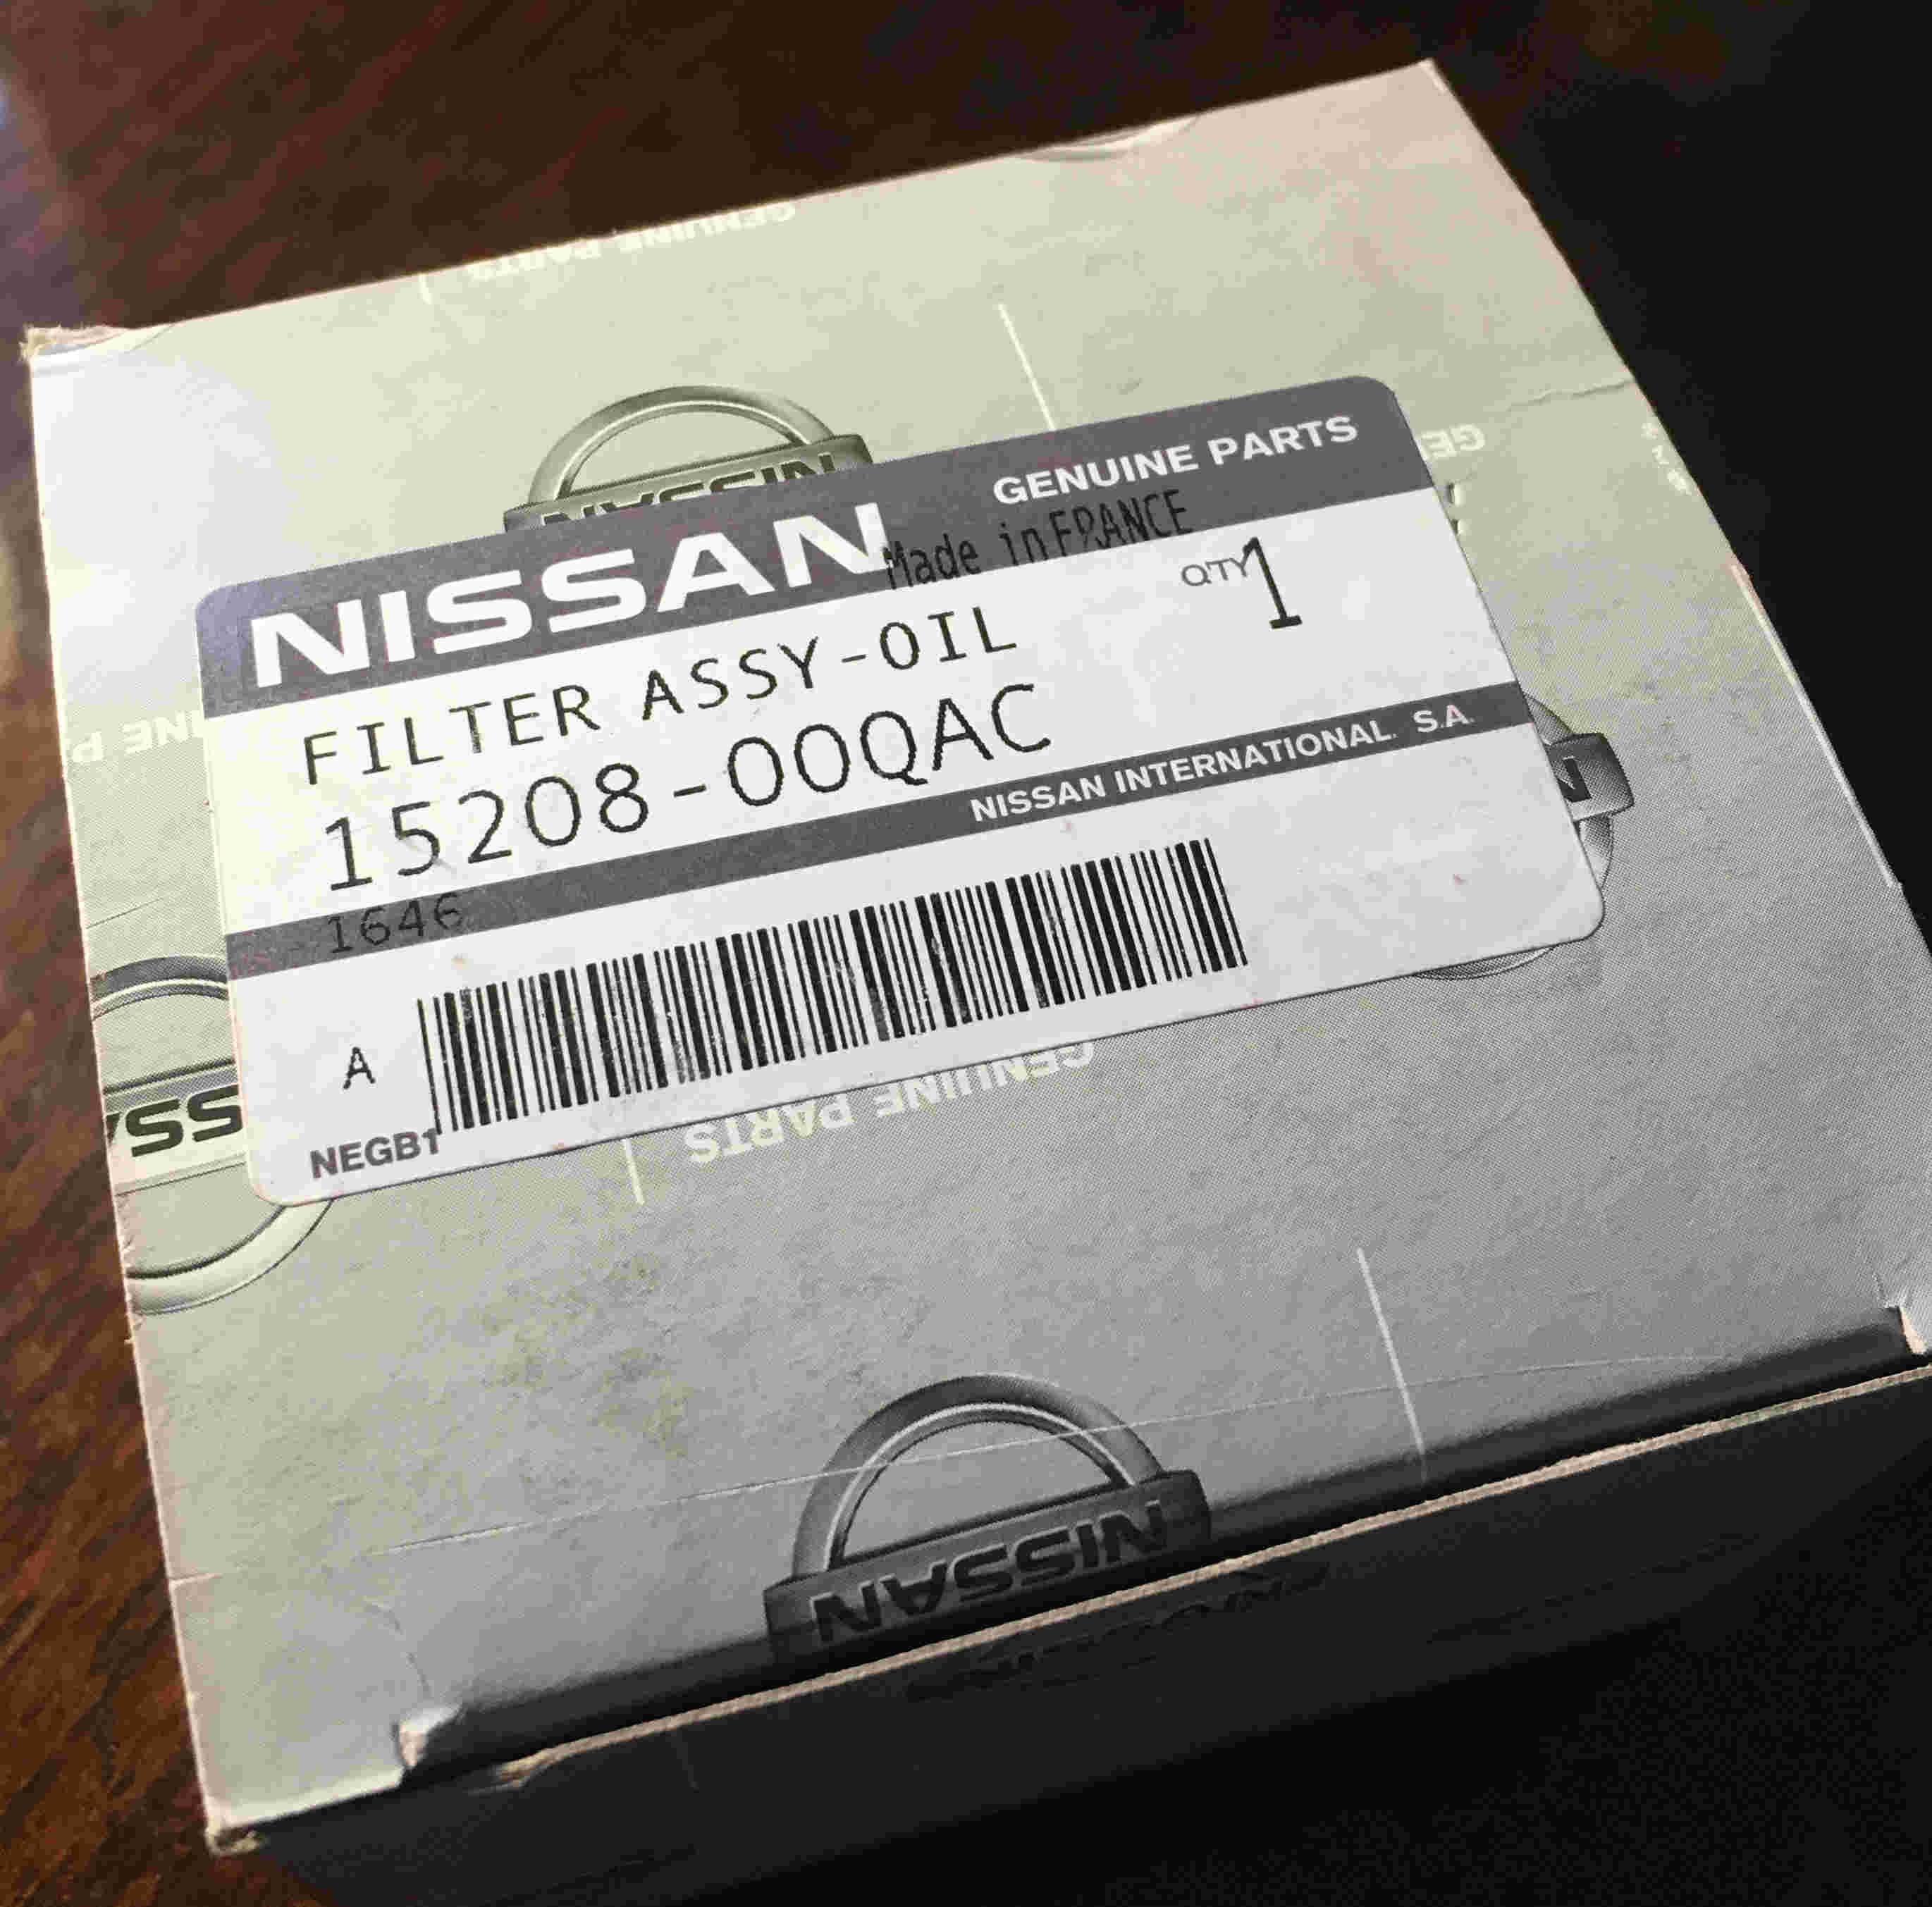 GENUINE PARTS
NISSAN
NISSAN GENUINE PARTS
Made in FRANCE
FILTER ASSY-OIL QTY 1
15208-00QAC
NISSAN INTERNATIONAL. S.A.
1646
A
NEGB1
GENUINE PARTS
NISSAN